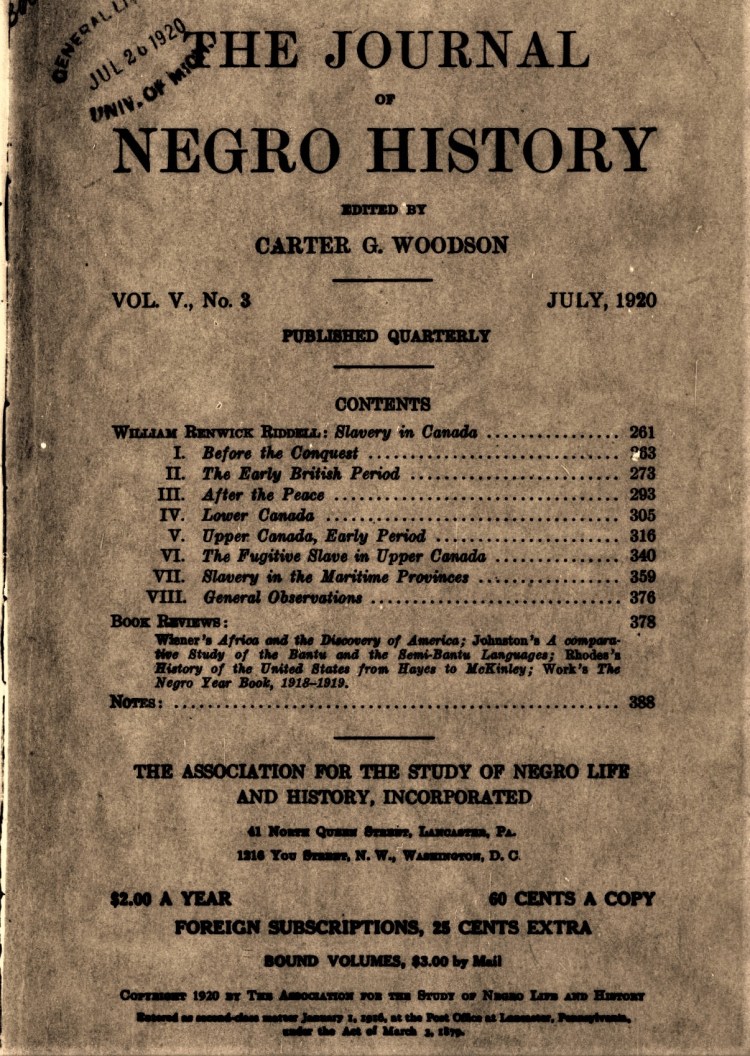 GENERAL LI
JUL 26 1920
UNIV. OF MICH.
THE JOURNAL
OF
NEGRO HISTORY
EDITED BY
CARTER G. WOODSON
VOL. V., No. 3 JULY, 1920
PUBLISHED QUARTERLY
CONTENTS
WILLIAM RENWICK RIDDELL: Slavery in Canada ................ 261
I. Before the Conquest .............................. 263
II. The Early British Period ......................... 273
III. After the Peace .................................. 293
IV. Lower Canada ................................... 305
V. Upper Canada, Early Period ...................... 316
VI. The Fugitive Slave in Upper Canada ............... 340
VII. Slavery in the Maritime Provinces ................. 359
VIII. General Observations .............................. 376
BOOK REVIEWS: 378
Wiener's Africa and the Discovery of America; Johnston's A compara-
tive Study of the Bantu and the Semi-Bantu Languages; Rhodes's
History of the United States from Hayes to McKinley; Work's The
Negro Year Book, 1918–1919.
NOTES: ..................................................... 388
THE ASSOCIATION FOR THE STUDY OF NEGRO LIFE
AND HISTORY, INCORPORATED
41 NORTH QUEEN STREET, LANCASTER, PA.
1216 YOU STREET, N. W., WASHINGTON, D. C.
$2.00 A YEAR 60 CENTS A COPY
FOREIGN SUBSCRIPTIONS, 25 CENTS EXTRA
BOUND VOLUMES, $3.00 by Mail
COPYRIGHT 1920 BY THE ASSOCIATION FOR THE STUDY OF NEGRO LIFE AND HISTORY
Entered as second-class matter January 1, 1916, at the Post Office at Lancaster, Pennsylvania,
under the Act of March 3, 1879.